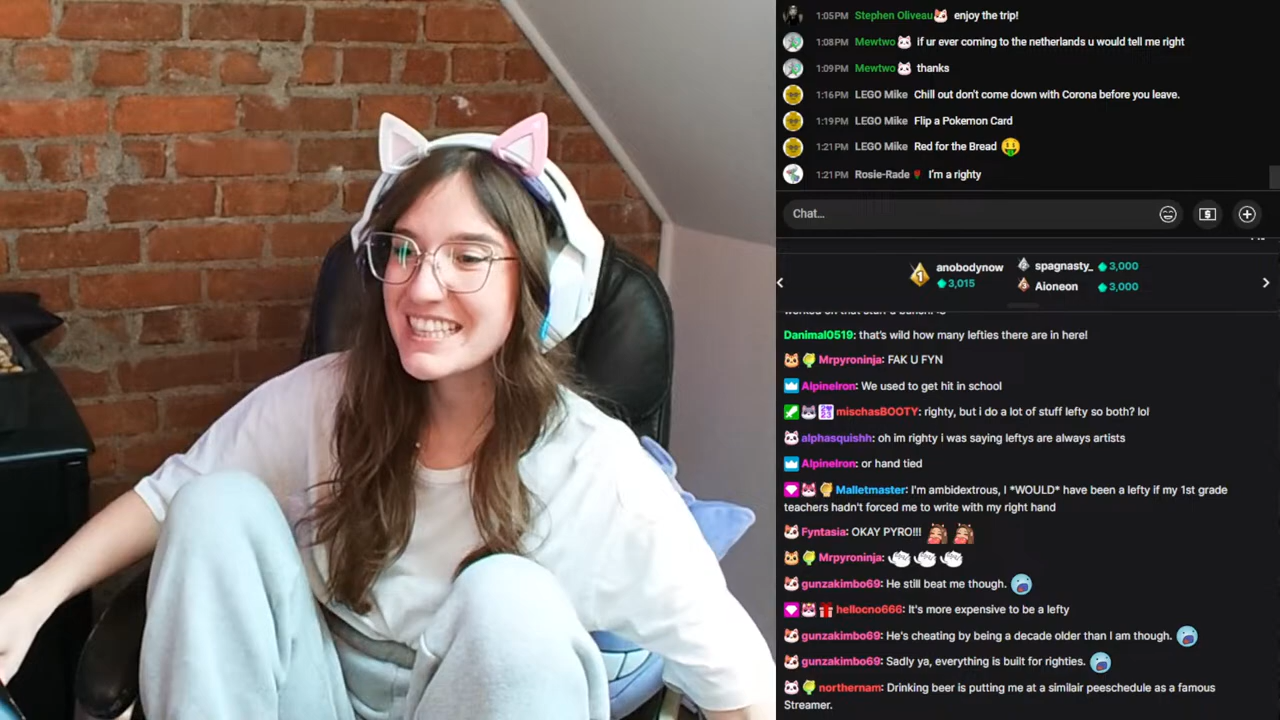 1:05PM Stephen Oliveau enjoy the trip!
1:08PM Mewtwo if ur ever coming to the netherlands u would tell me right
1:09PM Mewtwo thanks
1:16PM LEGO Mike Chill out don't come down with Corona before you leave.
1:19PM LEGO Mike Flip a Pokemon Card
1:21PM LEGO Mike Red for the Bread
1:21PM Rosie-Rade I'm a righty
Chat...
1 anobodynow 3,015
spagnasty_ 3,000
Aioneon 3,000
Danimal0519: that's wild how many lefties there are in here!
Mrpyroninja: FAK U FYN
AlpineIron: We used to get hit in school
mischasBOOTY: righty, but i do a lot of stuff lefty so both? lol
alphasquishh: oh im righty i was saying leftys are always artists
AlpineIron: or hand tied
Malletmaster: I'm ambidextrous, I *WOULD* have been a lefty if my 1st grade
teachers hadn't forced me to write with my right hand
Fyntasia: OKAY PYRO!!!
Mrpyroninja:
gunzakimbo69: He still beat me though.
hellocno666: It's more expensive to be a lefty
gunzakimbo69: He's cheating by being a decade older than I am though.
gunzakimbo69: Sadly ya, everything is built for righties.
northernam: Drinking beer is putting me at a similair peeschedule as a famous
Streamer.